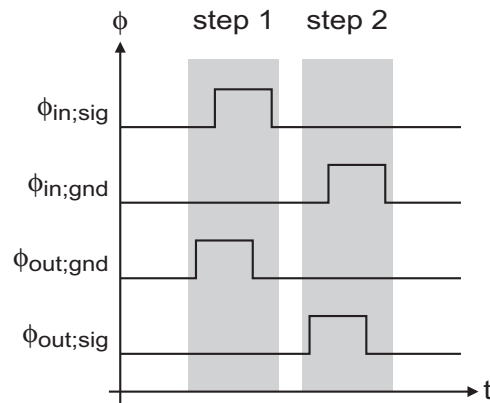 ϕ step 1 step 2
ϕin;sig
ϕin;gnd
ϕout;gnd
ϕout;sig
t